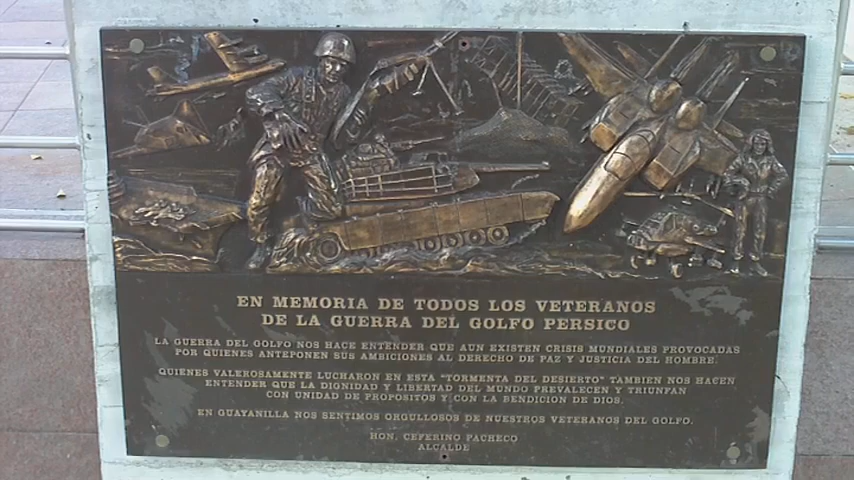 EN MEMORIA DE TODOS LOS VETERANOS
DE LA GUERRA DEL GOLFO PERSICO
LA GUERRA DEL GOLFO NOS HACE ENTENDER QUE AUN EXISTEN CRISIS MUNDIALES PROVOCADAS
POR QUIENES ANTEPONEN SUS AMBICIONES AL DERECHO DE PAZ Y JUSTICIA DEL HOMBRE.
QUIENES VALEROSAMENTE LUCHARON EN ESTA "TORMENTA DEL DESIERTO" TAMBIEN NOS HACEN
ENTENDER QUE LA DIGNIDAD Y LIBERTAD DEL MUNDO PREVALECEN Y TRIUNFAN
CON UNIDAD DE PROPOSITOS Y CON LA BENDICION DE DIOS.
EN GUAYANILLA NOS SENTIMOS ORGULLOSOS DE NUESTROS VETERANOS DEL GOLFO.
HON. CEFERINO PACHECO
ALCALDE